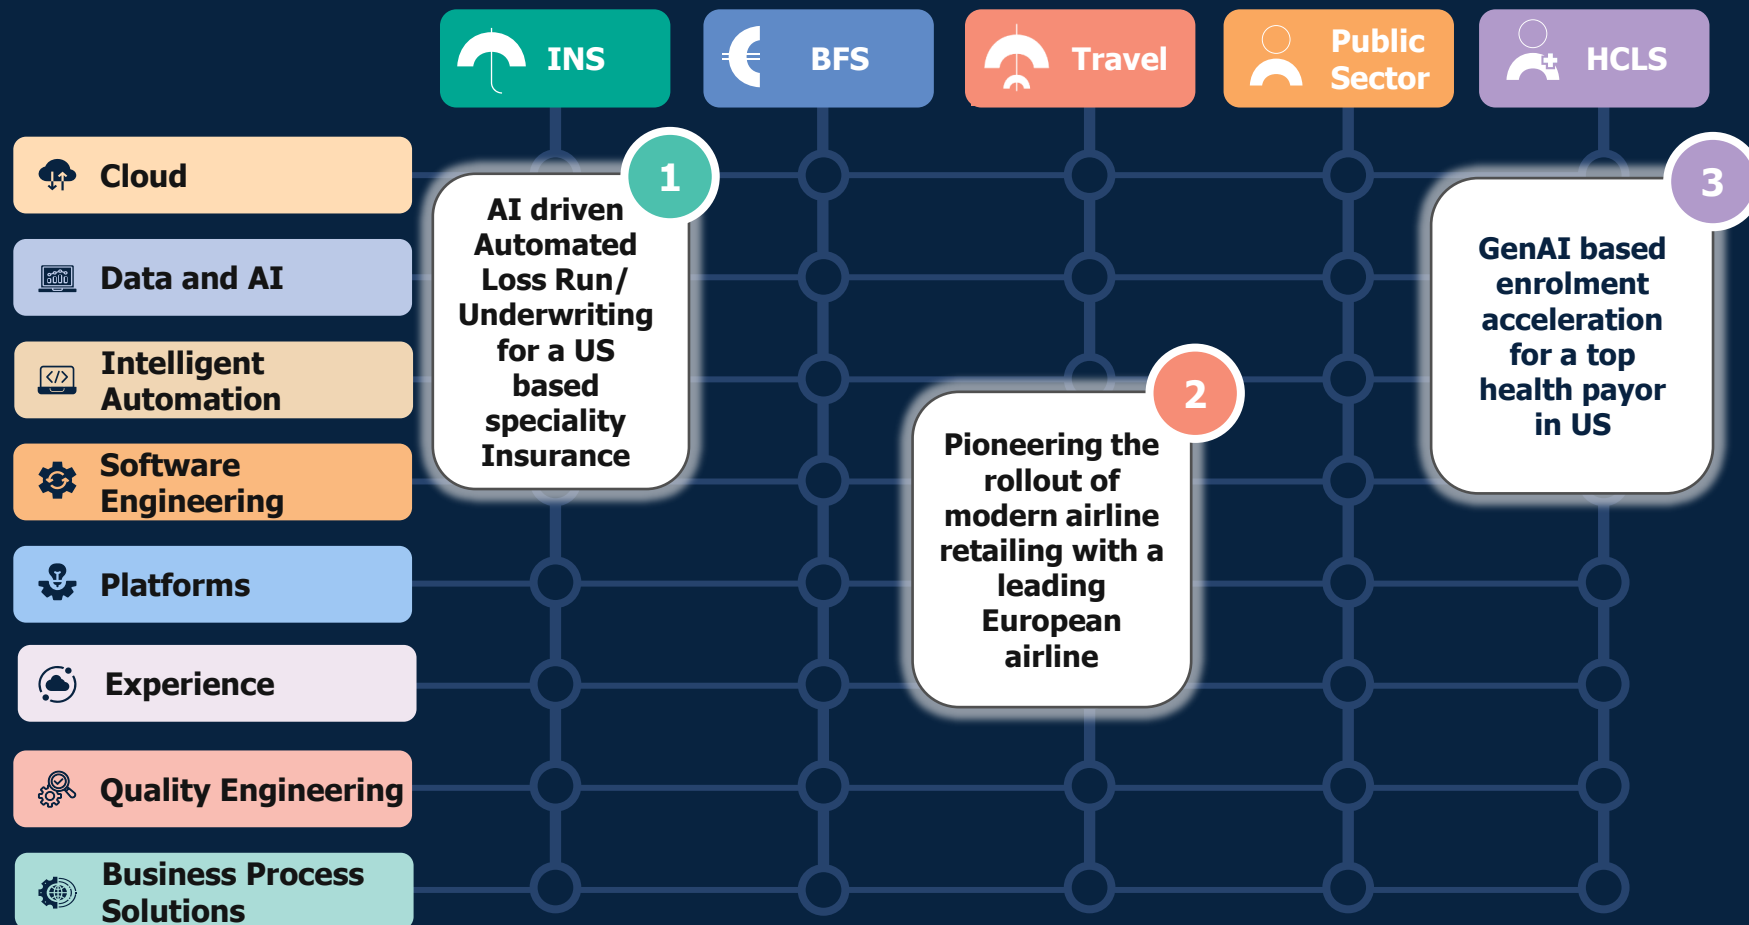 INS
BFS
Travel
Public
Sector
HCLS
Cloud
Data and AI
Intelligent
Automation
Software
Engineering
Platforms
Experience
Quality Engineering
Business Process
Solutions
1
AI driven
Automated
Loss Run/
Underwriting
for a US
based
speciality
Insurance
2
Pioneering the
rollout of
modern airline
retailing with a
leading
European
airline
3
GenAI based
enrolment
acceleration
for a top
health payor
in US